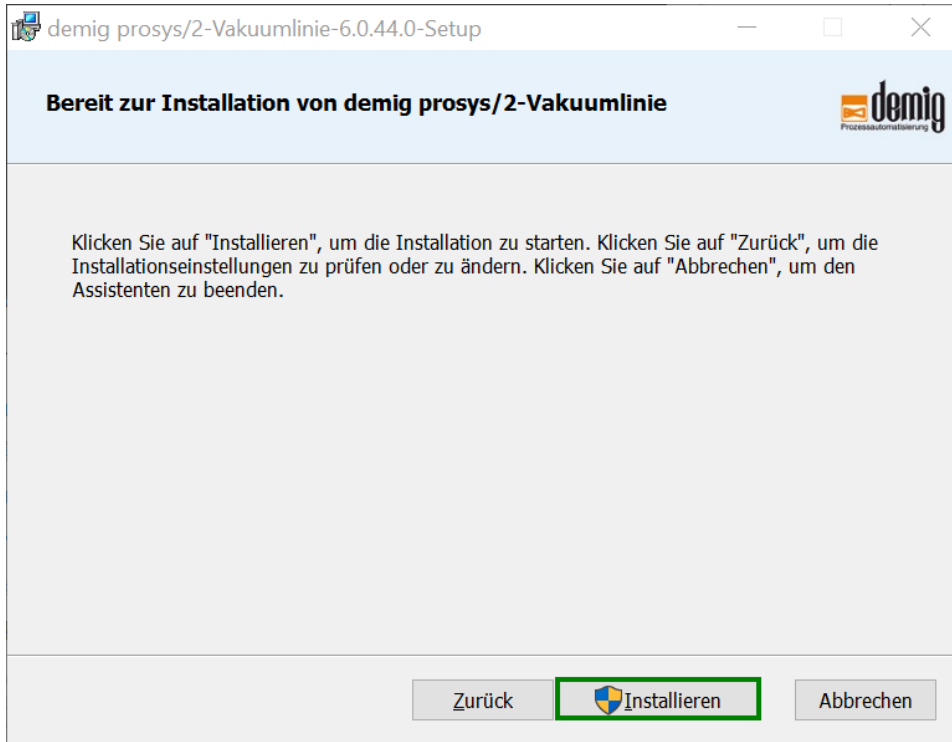 demig prosys/2-Vakuumlinie-6.0.44.0-Setup
Bereit zur Installation von demig prosys/2-Vakuumlinie
demig
Prozessautomatisierung
Klicken Sie auf "Installieren", um die Installation zu starten. Klicken Sie auf "Zurück", um die
Installationseinstellungen zu prüfen oder zu ändern. Klicken Sie auf "Abbrechen", um den
Assistenten zu beenden.
Zurück Installieren Abbrechen